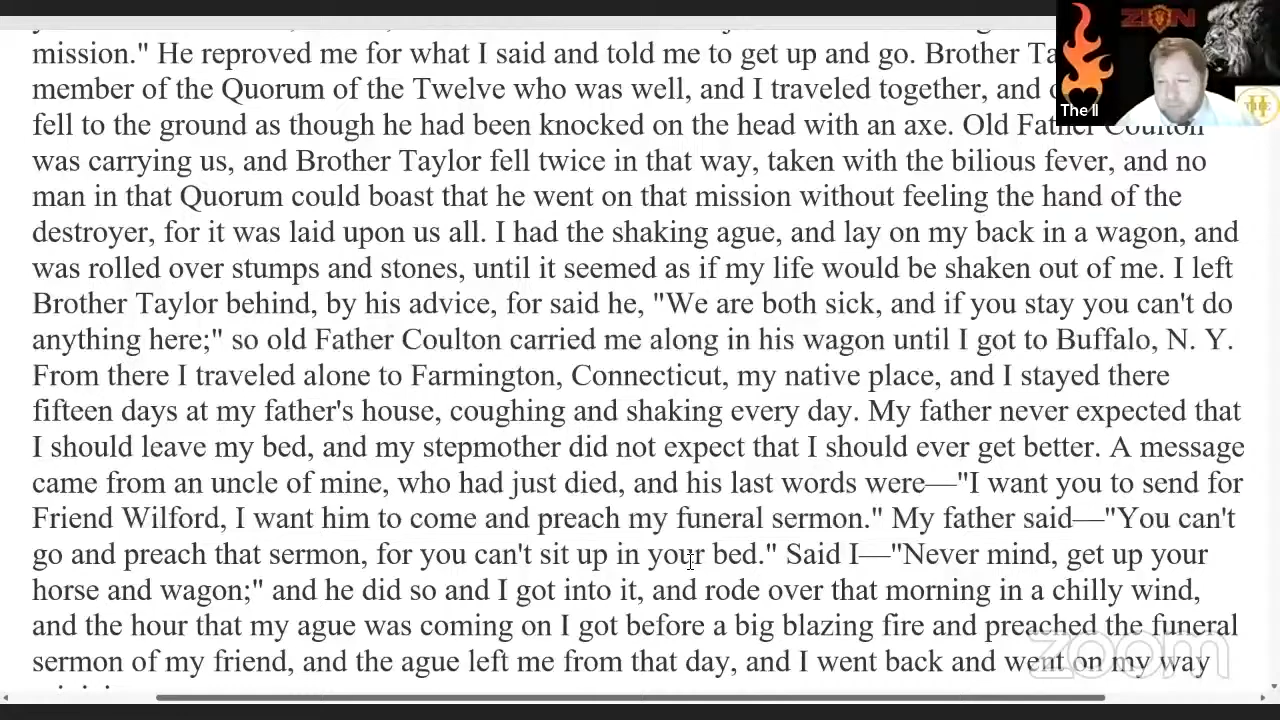 mission." He reproved me for what I said and told me to get up and go. Brother
member of the Quorum of the Twelve who was well, and I traveled together, and
fell to the ground as though he had been knocked on the head with an axe. Old Father Coulton
was carrying us, and Brother Taylor fell twice in that way, taken with the bilious fever, and no
man in that Quorum could boast that he went on that mission without feeling the hand of the
destroyer, for it was laid upon us all. I had the shaking ague, and lay on my back in a wagon, and
was rolled over stumps and stones, until it seemed as if my life would be shaken out of me. I left
Brother Taylor behind, by his advice, for said he, "We are both sick, and if you stay you can't do
anything here;" so old Father Coulton carried me along in his wagon until I got to Buffalo, N. Y.
From there I traveled alone to Farmington, Connecticut, my native place, and I stayed there
fifteen days at my father's house, coughing and shaking every day. My father never expected that
I should leave my bed, and my stepmother did not expect that I should ever get better. A message
came from an uncle of mine, who had just died, and his last words were—"I want you to send for
Friend Wilford, I want him to come and preach my funeral sermon." My father said—"You can't
go and preach that sermon, for you can't sit up in your bed." Said I—"Never mind, get up your
horse and wagon;" and he did so and I got into it, and rode over that morning in a chilly wind,
and the hour that my ague was coming on I got before a big blazing fire and preached the funeral
sermon of my friend, and the ague left me from that day, and I went back and went on my way
ZION
The II
zoom